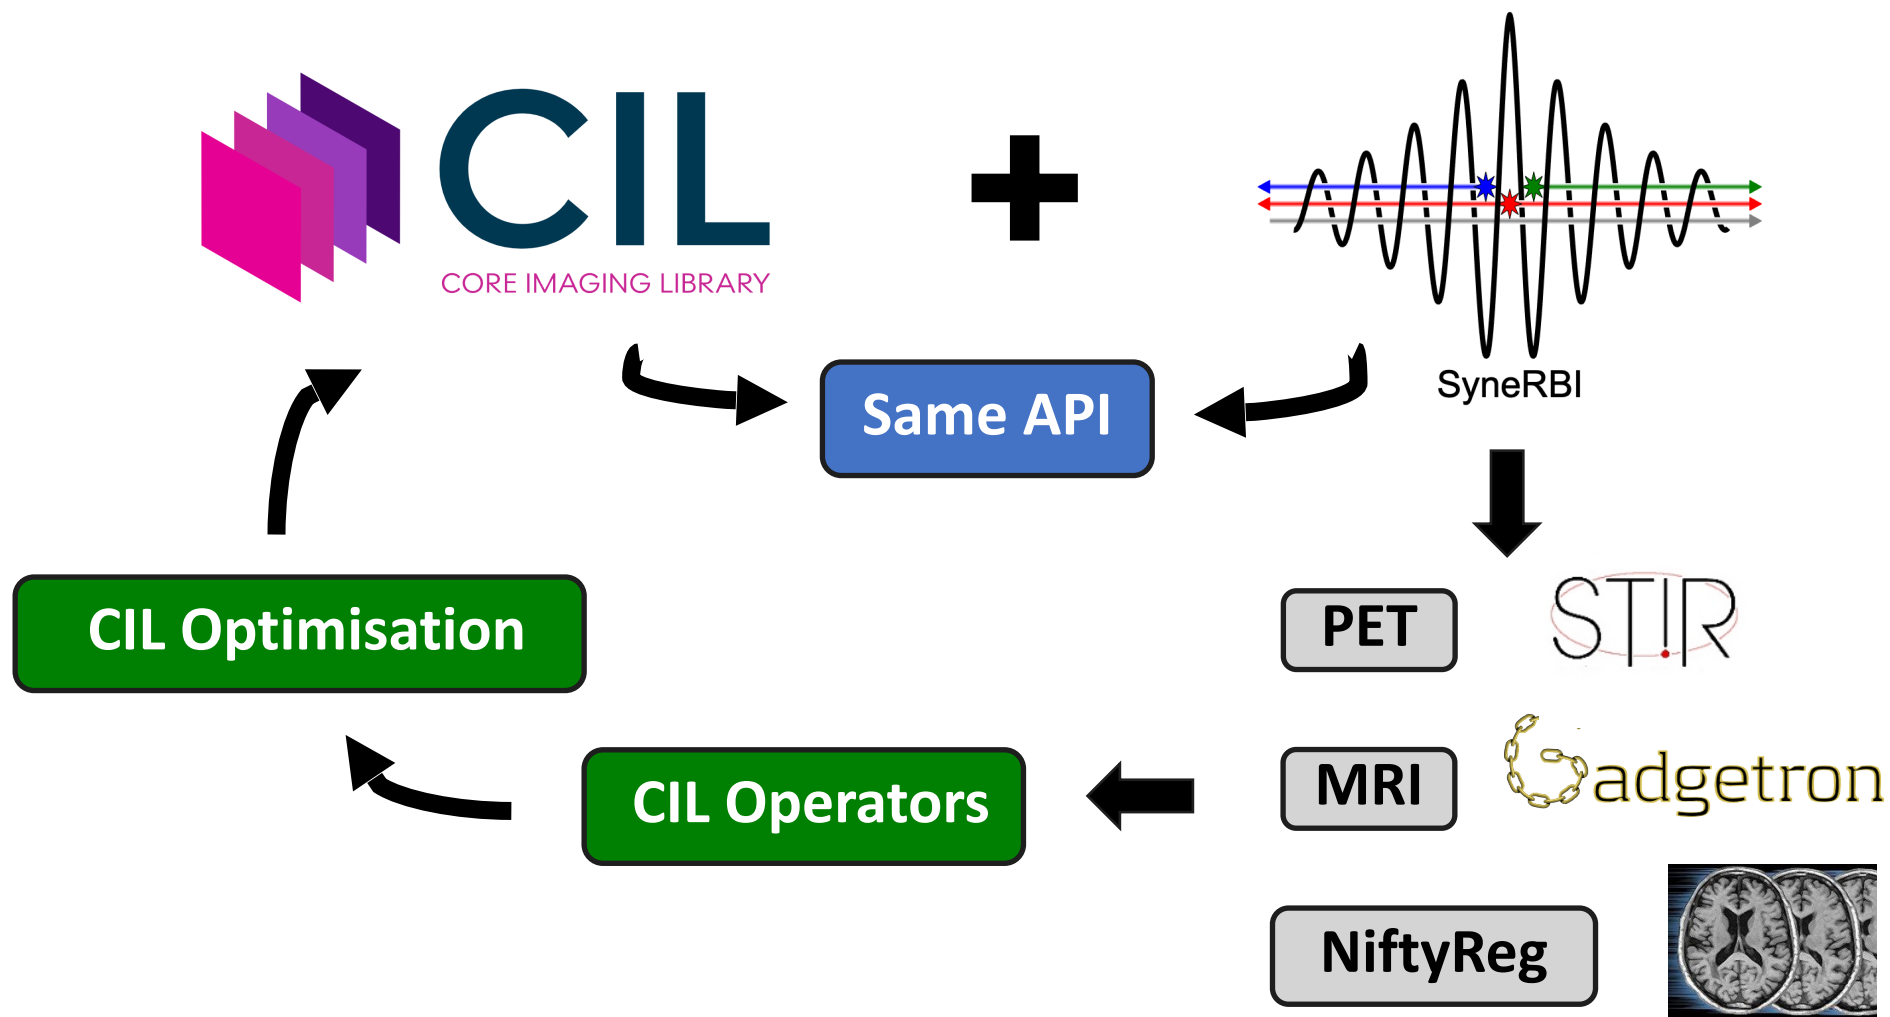 CIL
CORE IMAGING LIBRARY
SyneRBI
Same API
CIL Optimisation
PET
STIR
CIL Operators
MRI
Gadgetron
NiftyReg